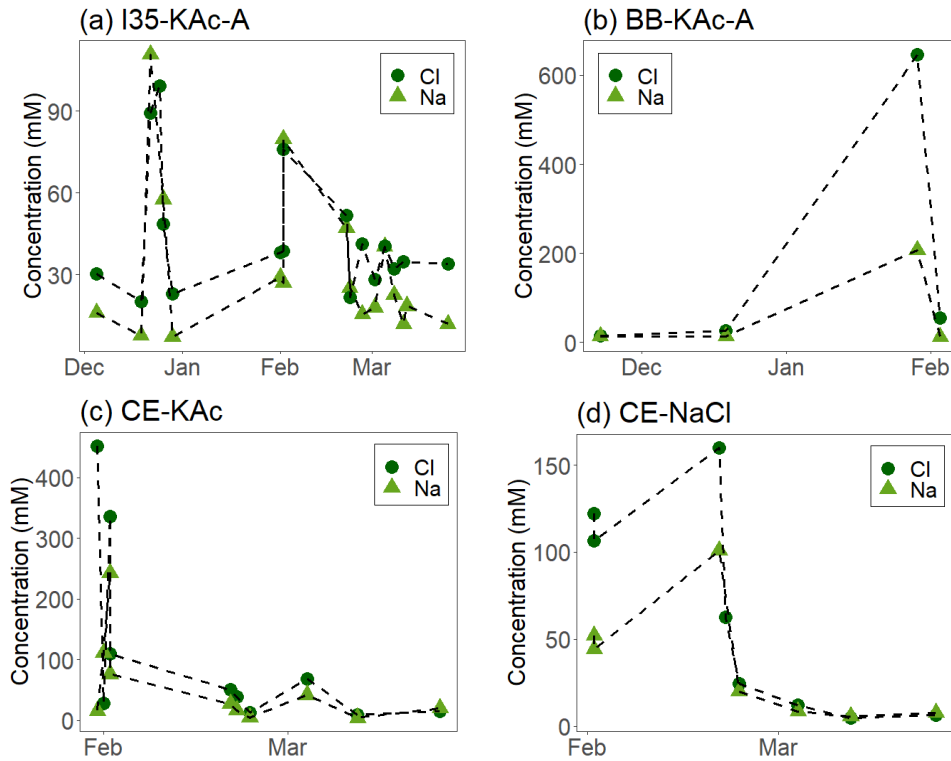 (a) I35-KAc-A
Concentration (mM)
90
60
30
Dec Jan Feb Mar
Cl
Na
(b) BB-KAc-A
Concentration (mM)
600
400
200
0
Dec Jan Feb
Cl
Na
(c) CE-KAc
Concentration (mM)
400
300
200
100
0
Feb Mar
Cl
Na
(d) CE-NaCl
Concentration (mM)
150
100
50
0
Feb Mar
Cl
Na